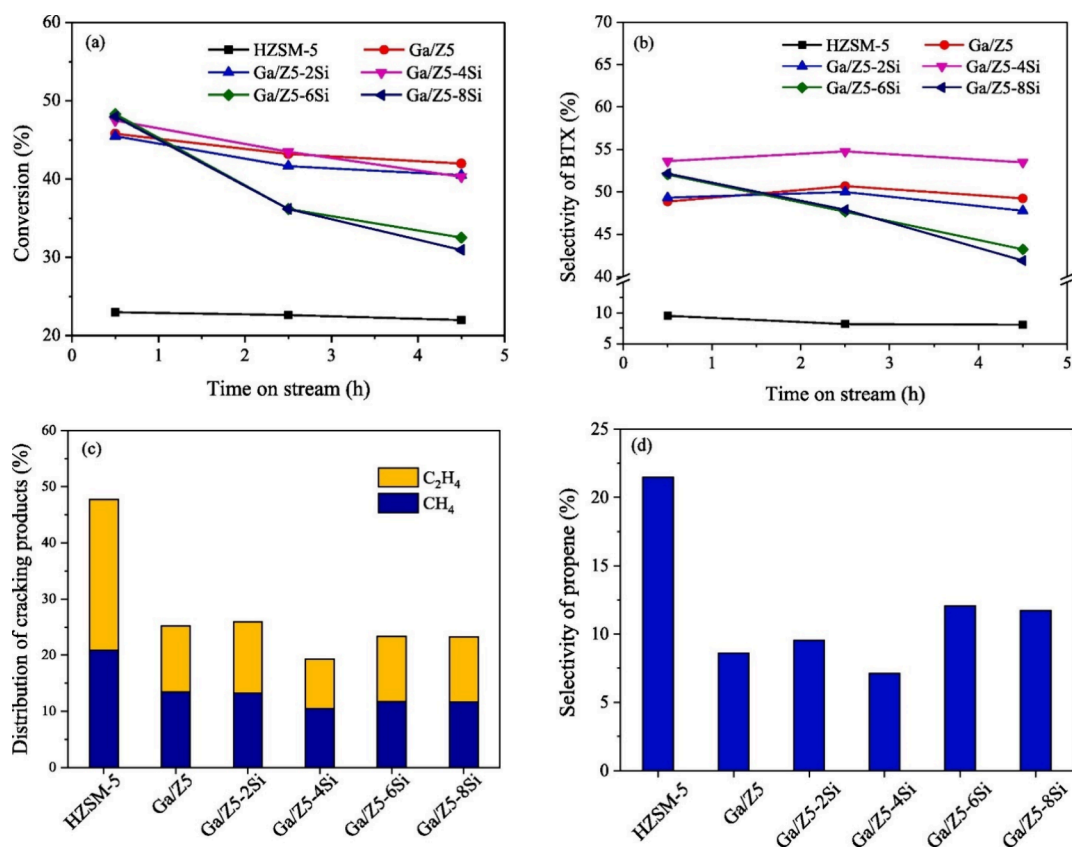 (a)
HZSM-5
Ga/Z5
Ga/Z5-2Si
Ga/Z5-4Si
Ga/Z5-6Si
Ga/Z5-8Si
Conversion (%)
60
50
40
30
20
0 1 2 3 4 5
Time on stream (h)
(b)
HZSM-5
Ga/Z5
Ga/Z5-2Si
Ga/Z5-4Si
Ga/Z5-6Si
Ga/Z5-8Si
Selectivity of BTX (%)
70
65
60
55
50
45
40
10
5
0 1 2 3 4 5
Time on stream (h)
(c)
C₂H₄
CH₄
Distribution of cracking products (%)
60
50
40
30
20
10
0
HZSM-5
Ga/Z5
Ga/Z5-2Si
Ga/Z5-4Si
Ga/Z5-6Si
Ga/Z5-8Si
(d)
Selectivity of propene (%)
25
20
15
10
5
0
HZSM-5
Ga/Z5
Ga/Z5-2Si
Ga/Z5-4Si
Ga/Z5-6Si
Ga/Z5-8Si